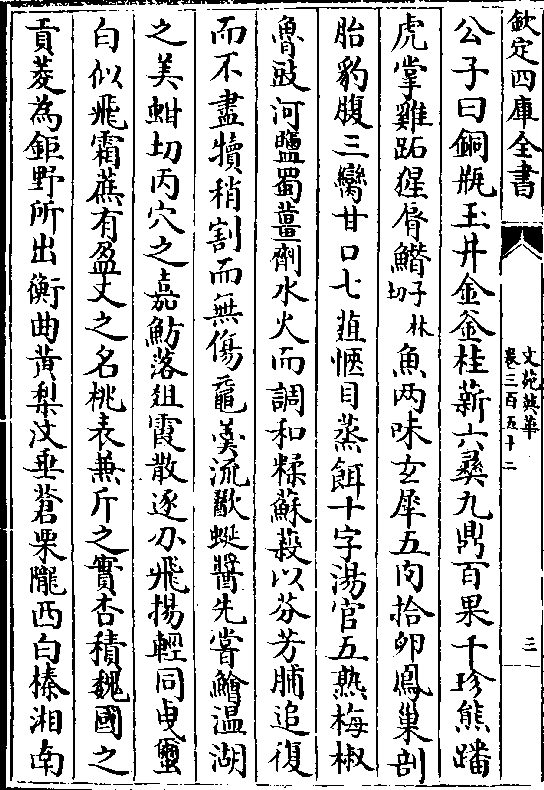 欽定四庫全書
文苑英華
卷三百五十二
三
公子曰銅瓶玉井金釜桂薪六彞九鼎百果千珍熊蹯
虎掌雞跖猩脣鱛子林切魚兩味玄犀五肉拾卵鳳巢剖
胎豹腹三臠甘口七葅愜目蒸餌十字湯官五熟梅椒
魯豉河鹽蜀薑劑水火而調和糅蘇蔱以芬芳脯追復
而不盡犢稍割而無傷黿羮流歠蜒醬先嘗鱠温湖
之美蚶切丙穴之嘉魴落俎霞散逐刃飛揚輕同曳蠒
白似飛霜蕉有盈丈之名桃表兼斤之實杏積魏國之
貢菱為鉅野所出衡曲黄梨汶垂蒼栗隴西白榛湘南